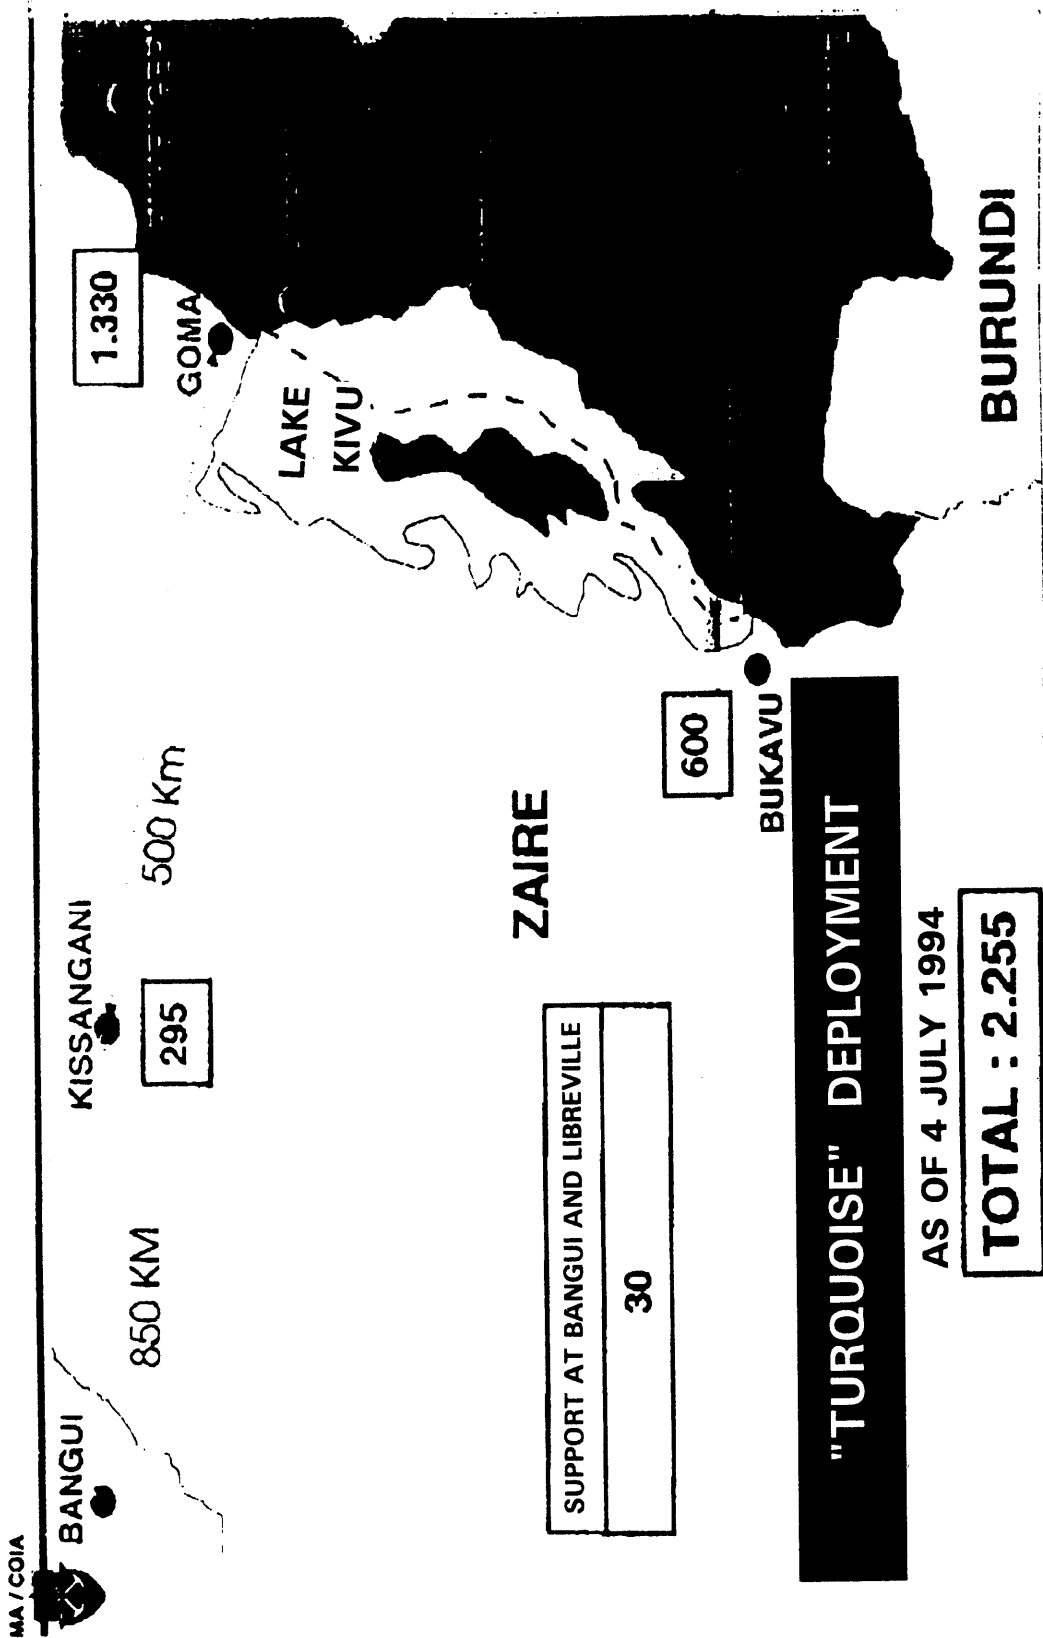 MA / COIA
BANGUI
850 KM
KISSANGANI
295
500 Km
1.330
GOMA
LAKE
KIVU
ZAIRE
600
BUKAVU
SUPPORT AT BANGUI AND LIBREVILLE
30
BURUNDI
"TURQUOISE" DEPLOYMENT
AS OF 4 JULY 1994
TOTAL : 2.255